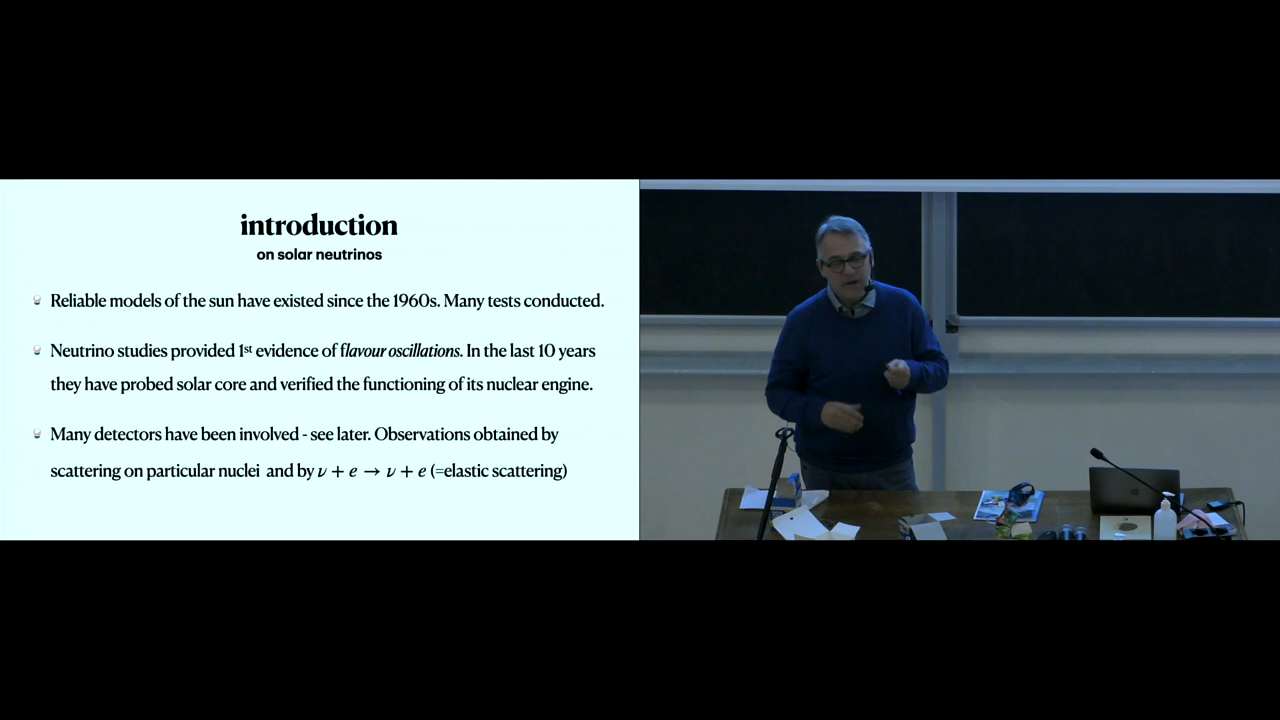 introduction
on solar neutrinos
Reliable models of the sun have existed since the 1960s. Many tests conducted.
Neutrino studies provided 1st evidence of flavour oscillations. In the last 10 years
they have probed solar core and verified the functioning of its nuclear engine.
Many detectors have been involved - see later. Observations obtained by
scattering on particular nuclei and by ν + e → ν + e (=elastic scattering)